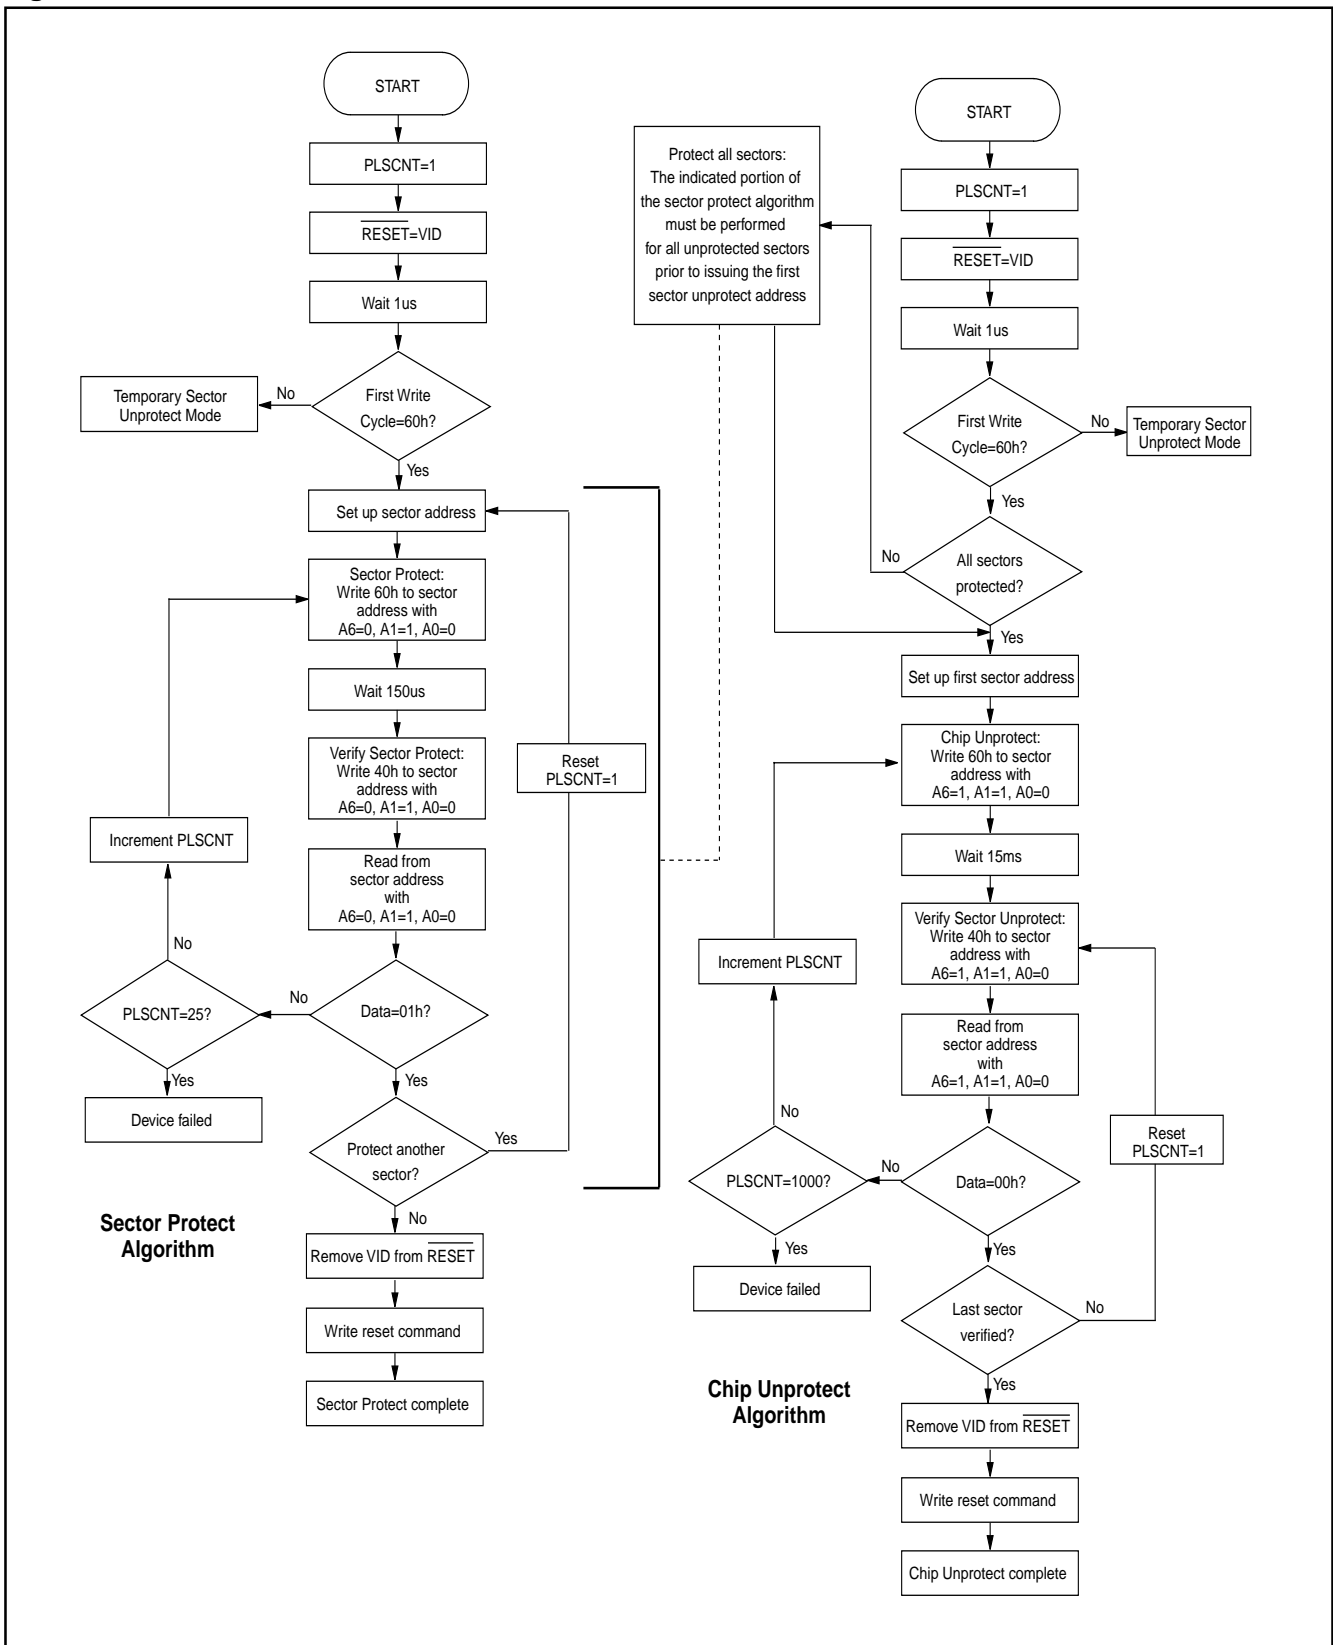 START
PLSCNT=1
RESET=VID
Wait 1us
First Write
Cycle=60h?
No
Temporary Sector
Unprotect Mode
Yes
Set up sector address
Sector Protect:
Write 60h to sector
address with
A6=0, A1=1, A0=0
Wait 150us
Verify Sector Protect:
Write 40h to sector
address with
A6=0, A1=1, A0=0
Reset
PLSCNT=1
Increment PLSCNT
Read from
sector address
with
A6=0, A1=1, A0=0
No
PLSCNT=25?
No
Data=01h?
Yes
Device failed
Yes
Protect another
sector?
Yes
No
Sector Protect
Algorithm
Remove VID from RESET
Write reset command
Sector Protect complete
Protect all sectors:
The indicated portion of
the sector protect algorithm
must be performed
for all unprotected sectors
prior to issuing the first
sector unprotect address
START
PLSCNT=1
RESET=VID
Wait 1us
First Write
Cycle=60h?
No
Temporary Sector
Unprotect Mode
Yes
No
All sectors
protected?
Yes
Set up first sector address
Chip Unprotect:
Write 60h to sector
address with
A6=1, A1=1, A0=0
Wait 15ms
Verify Sector Unprotect:
Write 40h to sector
address with
A6=1, A1=1, A0=0
Increment PLSCNT
Read from
sector address
with
A6=1, A1=1, A0=0
No
Reset
PLSCNT=1
PLSCNT=1000?
No
Data=00h?
Yes
Device failed
Yes
Last sector
verified?
No
Yes
Chip Unprotect
Algorithm
Remove VID from RESET
Write reset command
Chip Unprotect complete